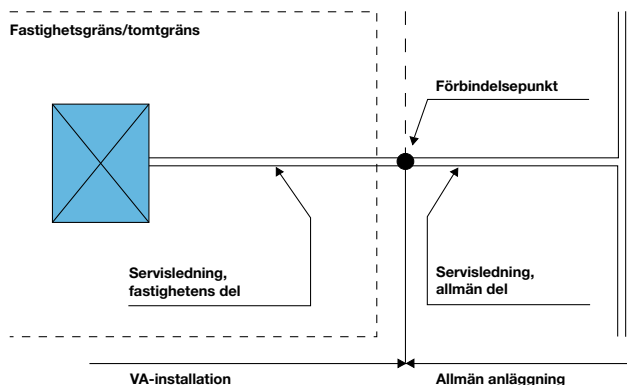 Fastighetsgräns/tomtgräns
Förbindelsepunkt
Servisledning,
fastighetens del
Servisledning,
allmän del
VA-installation
Allmän anläggning